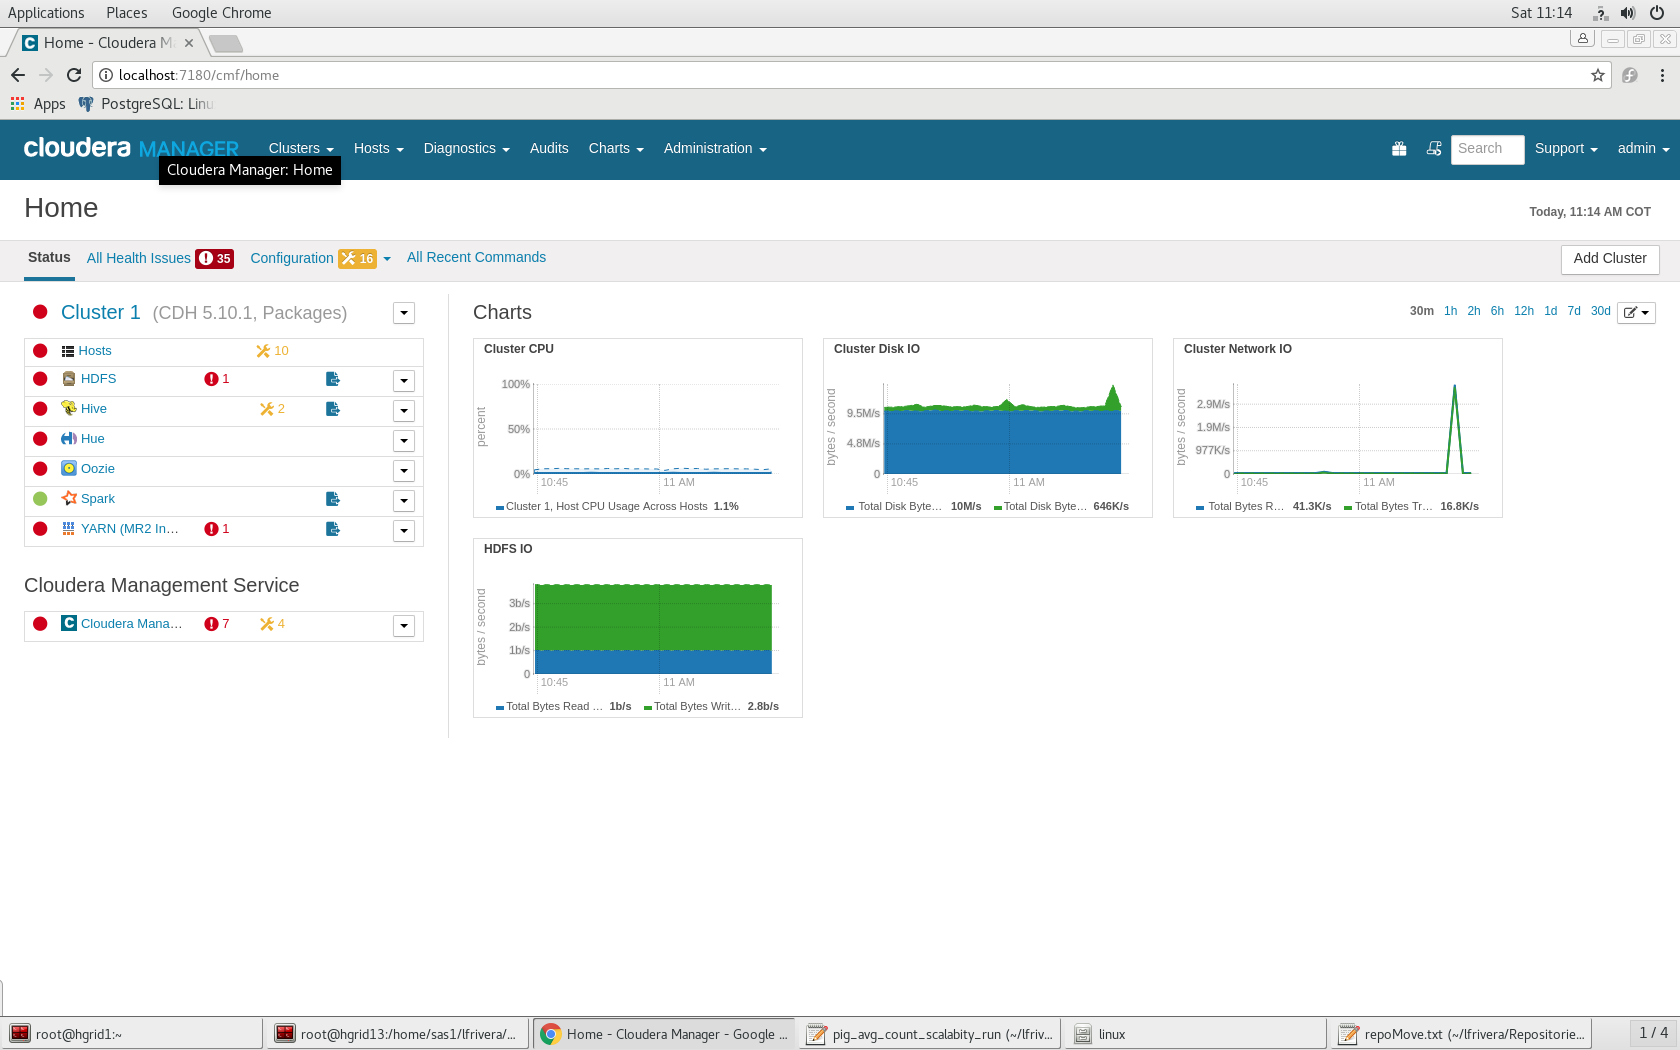 Applications Places Google Chrome Sat 11:14
Home - Cloudera M
localhost:7180/cmf/home
Apps PostgreSQL: Linu
cloudera MANAGER Clusters Hosts Diagnostics Audits Charts Administration Search Support admin
Cloudera Manager: Home
Home
Today, 11:14 AM COT
Status All Health Issues 35 Configuration 16 All Recent Commands Add Cluster
Cluster 1 (CDH 5.10.1, Packages)
Hosts 10
HDFS 1
Hive 2
Hue
Oozie
Spark
YARN (MR2 In... 1
Cloudera Management Service
Cloudera Mana... 7 4
Charts 30m 1h 2h 6h 12h 1d 7d 30d
Cluster CPU
percent
100%
50%
0%
10:45 11 AM
Cluster 1, Host CPU Usage Across Hosts 1.1%
Cluster Disk IO
bytes / second
9.5M/s
4.8M/s
0
10:45 11 AM
Total Disk Byte... 10M/s Total Disk Byte... 646K/s
Cluster Network IO
bytes / second
2.9M/s
1.9M/s
977K/s
0
10:45 11 AM
Total Bytes R... 41.3K/s Total Bytes Tr... 16.8K/s
HDFS IO
bytes / second
3b/s
2b/s
1b/s
0
10:45 11 AM
Total Bytes Read ... 1b/s Total Bytes Writ... 2.8b/s
root@hgrid1:~ root@hgrid13:/home/sas1/lfrivera/... Home - Cloudera Manager - Google ... pig_avg_count_scalabity_run (~/lfriv... linux repoMove.txt (~/lfrivera/Repositorie... 1 / 4